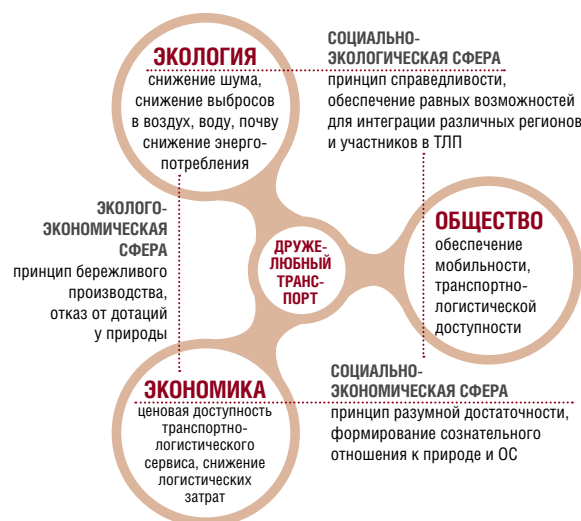 ЭКОЛОГИЯ
снижение шума,
снижение выбросов
в воздух, воду, почву
снижение энерго-
потребления
СОЦИАЛЬНО-
ЭКОЛОГИЧЕСКАЯ СФЕРА
принцип справедливости,
обеспечение равных возможностей
для интеграции различных регионов
и участников в ТЛП
ЭКОЛОГО-
ЭКОНОМИЧЕСКАЯ
СФЕРА
принцип бережливого
производства,
отказ от дотаций
у природы
ДРУЖЕ-
ЛЮБНЫЙ
ТРАНС-
ПОРТ
ОБЩЕСТВО
обеспечение
мобильности,
транспортно-
логистической
доступности
ЭКОНОМИКА
ценовая доступность
транспортно-
логистического
сервиса, снижение
логистических
затрат
СОЦИАЛЬНО-
ЭКОНОМИЧЕСКАЯ СФЕРА
принцип разумной достаточности,
формирование сознательного
отношения к природе и ОС